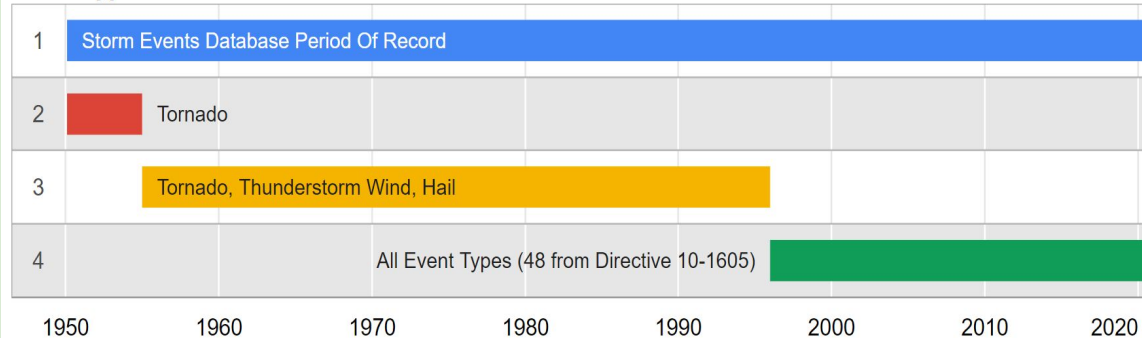 1 Storm Events Database Period Of Record
2 Tornado
3 Tornado, Thunderstorm Wind, Hail
4 All Event Types (48 from Directive 10-1605)
1950 1960 1970 1980 1990 2000 2010 2020